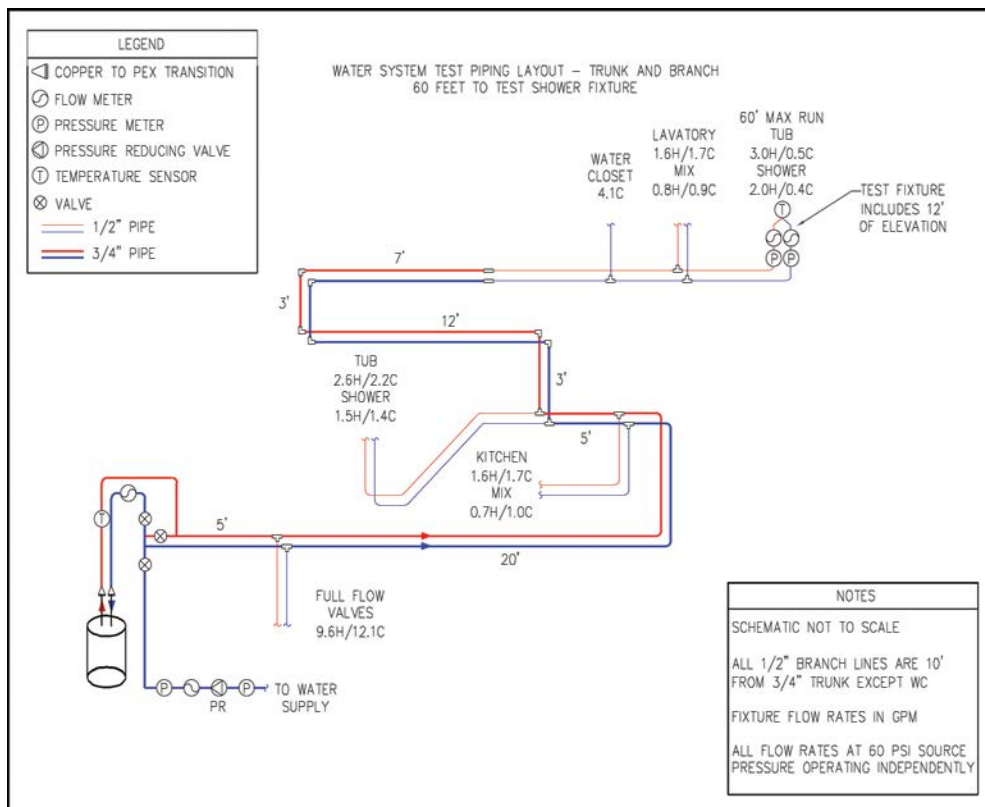 LEGEND
COPPER TO PEX TRANSITION
FLOW METER
P PRESSURE METER
PRESSURE REDUCING VALVE
T TEMPERATURE SENSOR
VALVE
1/2" PIPE
3/4" PIPE
WATER SYSTEM TEST PIPING LAYOUT – TRUNK AND BRANCH
60 FEET TO TEST SHOWER FIXTURE
WATER
CLOSET
4.1C
LAVATORY
1.6H/1.7C
MIX
0.8H/0.9C
60' MAX RUN
TUB
3.0H/0.5C
SHOWER
2.0H/0.4C
T
P P
TEST FIXTURE
INCLUDES 12'
OF ELEVATION
7'
3'
12'
3'
5'
TUB
2.6H/2.2C
SHOWER
1.5H/1.4C
KITCHEN
1.6H/1.7C
MIX
0.7H/1.0C
T
5'
20'
FULL FLOW
VALVES
9.6H/12.1C
P P
PR
TO WATER
SUPPLY
NOTES
SCHEMATIC NOT TO SCALE
ALL 1/2" BRANCH LINES ARE 10'
FROM 3/4" TRUNK EXCEPT WC
FIXTURE FLOW RATES IN GPM
ALL FLOW RATES AT 60 PSI SOURCE
PRESSURE OPERATING INDEPENDENTLY